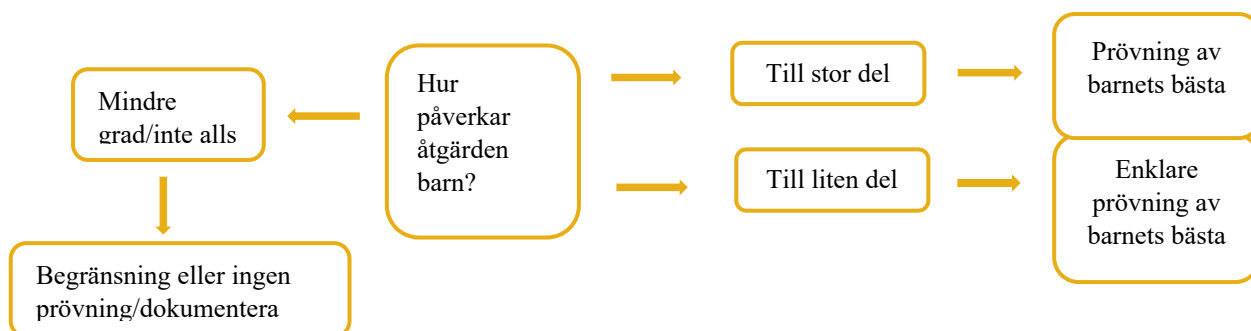 Mindre
grad/inte alls
Begränsning eller ingen
prövning/dokumentera
Hur
påverkar
åtgärden
barn?
Till stor del
Till liten del
Prövning av
barnets bästa
Enklare
prövning av
barnets bästa